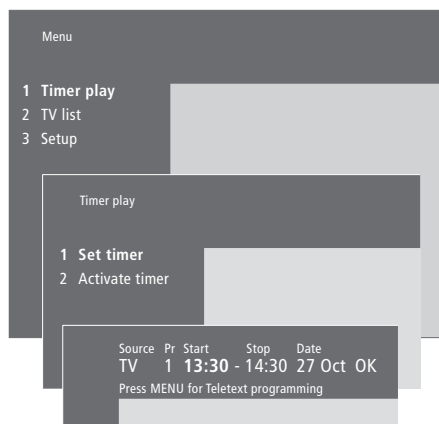 Menu
1 Timer play
2 TV list
3 Setup
Timer play
1 Set timer
2 Activate timer
Source Pr Start Stop Date
TV 1 13:30 - 14:30 27 Oct OK
Press MENU for Teletext programming